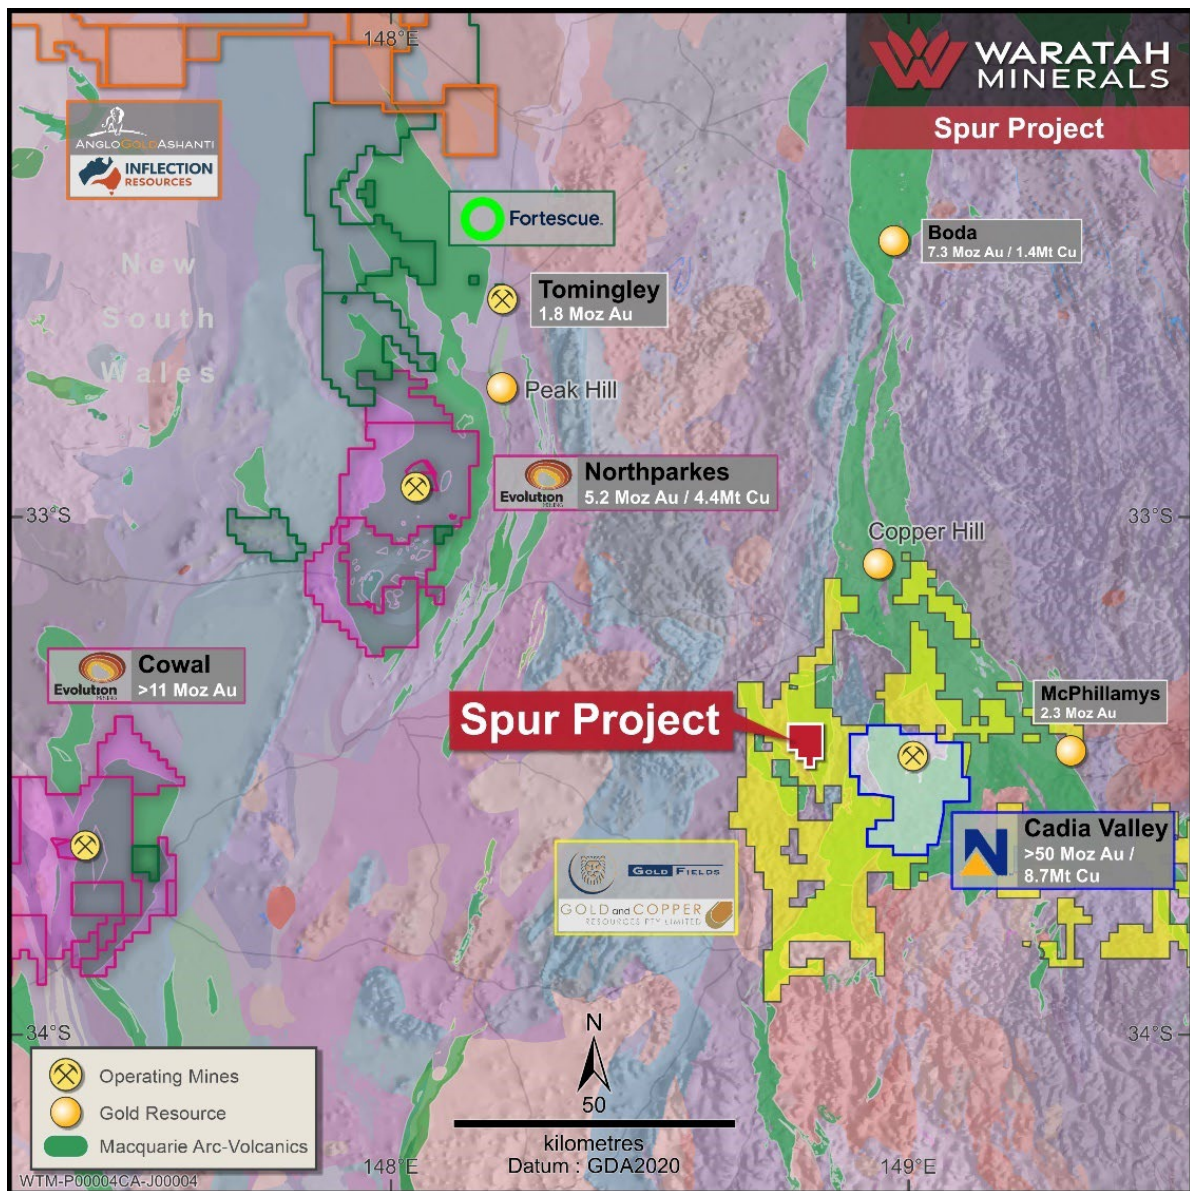 148°E
WARATAH
MINERALS
Spur Project
ANGLOGOLDASHANTI
INFLECTION
RESOURCES
Fortescue.
Boda
7.3 Moz Au / 1.4Mt Cu
New
South
Wales
Tomingley
1.8 Moz Au
Peak Hill
Evolution
MINING
Northparkes
5.2 Moz Au / 4.4Mt Cu
33°S
33°S
Copper Hill
Evolution
MINING
Cowal
>11 Moz Au
McPhillamys
2.3 Moz Au
Spur Project
Cadia Valley
>50 Moz Au /
8.7Mt Cu
GOLD FIELDS
GOLD and COPPER
RESOURCES PTY LIMITED
34°S
34°S
N
50
kilometres
Datum : GDA2020
Operating Mines
Gold Resource
Macquarie Arc-Volcanics
148°E
149°E
WTM-P00004CA-J00004